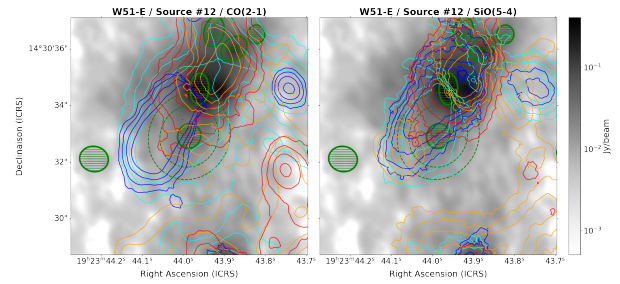 W51-E / Source #12 / CO(2-1)
W51-E / Source #12 / SiO(5-4)
Declinaison (ICRS)
14°30'36"
34"
32"
30"
19ʰ23ᵐ44.2ˢ
44.1ˢ
44.0ˢ
43.9ˢ
43.8ˢ
43.7ˢ
Right Ascension (ICRS)
19ʰ23ᵐ44.2ˢ
44.1ˢ
44.0ˢ
43.9ˢ
43.8ˢ
43.7ˢ
Right Ascension (ICRS)
10⁻¹
10⁻²
10⁻³
Jy/beam